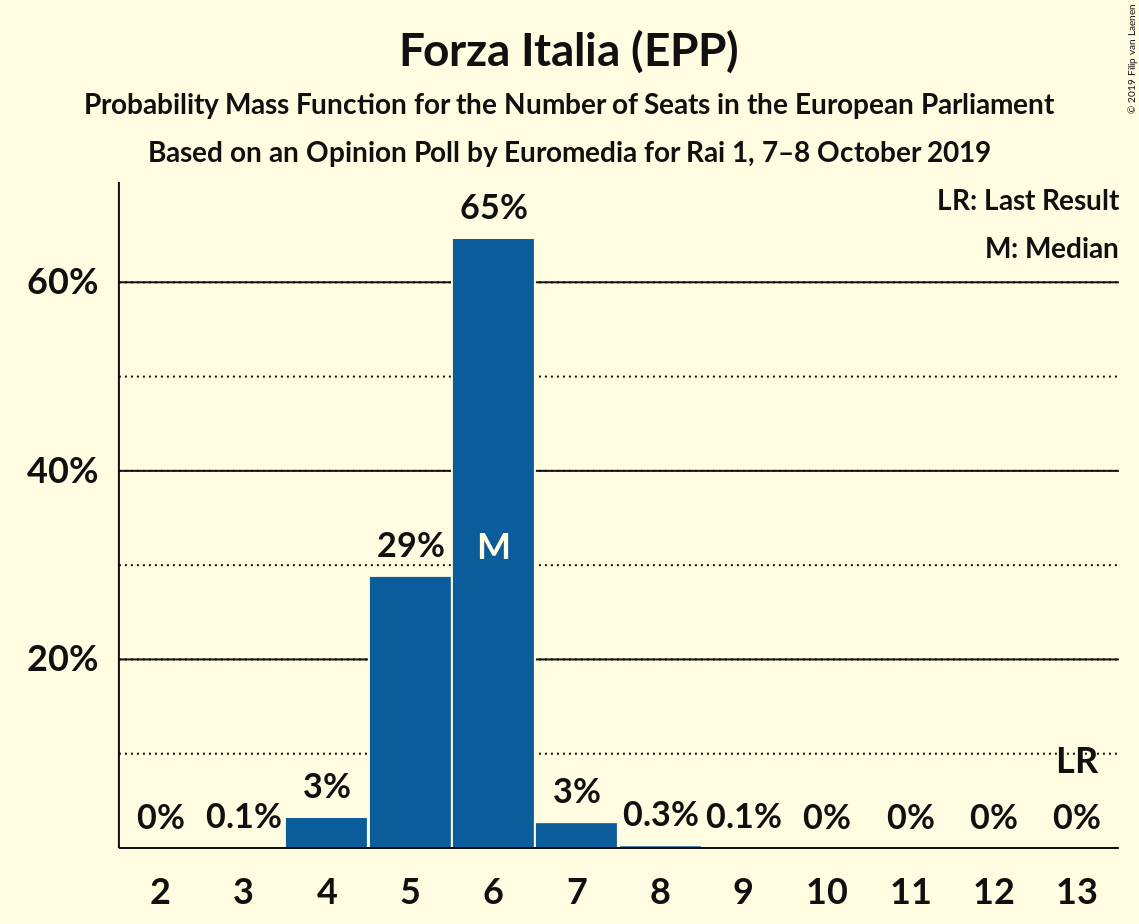 Forza Italia (EPP)
Probability Mass Function for the Number of Seats in the European Parliament
Based on an Opinion Poll by Euromedia for Rai 1, 7–8 October 2019
© 2019 Filip van Laenen
LR: Last Result
M: Median
65%
60%
40%
29%
M
20%
LR
3%
3%
0%
0.1%
0.3%
0.1%
0%
0%
0%
0%
2 3 4 5 6 7 8 9 10 11 12 13